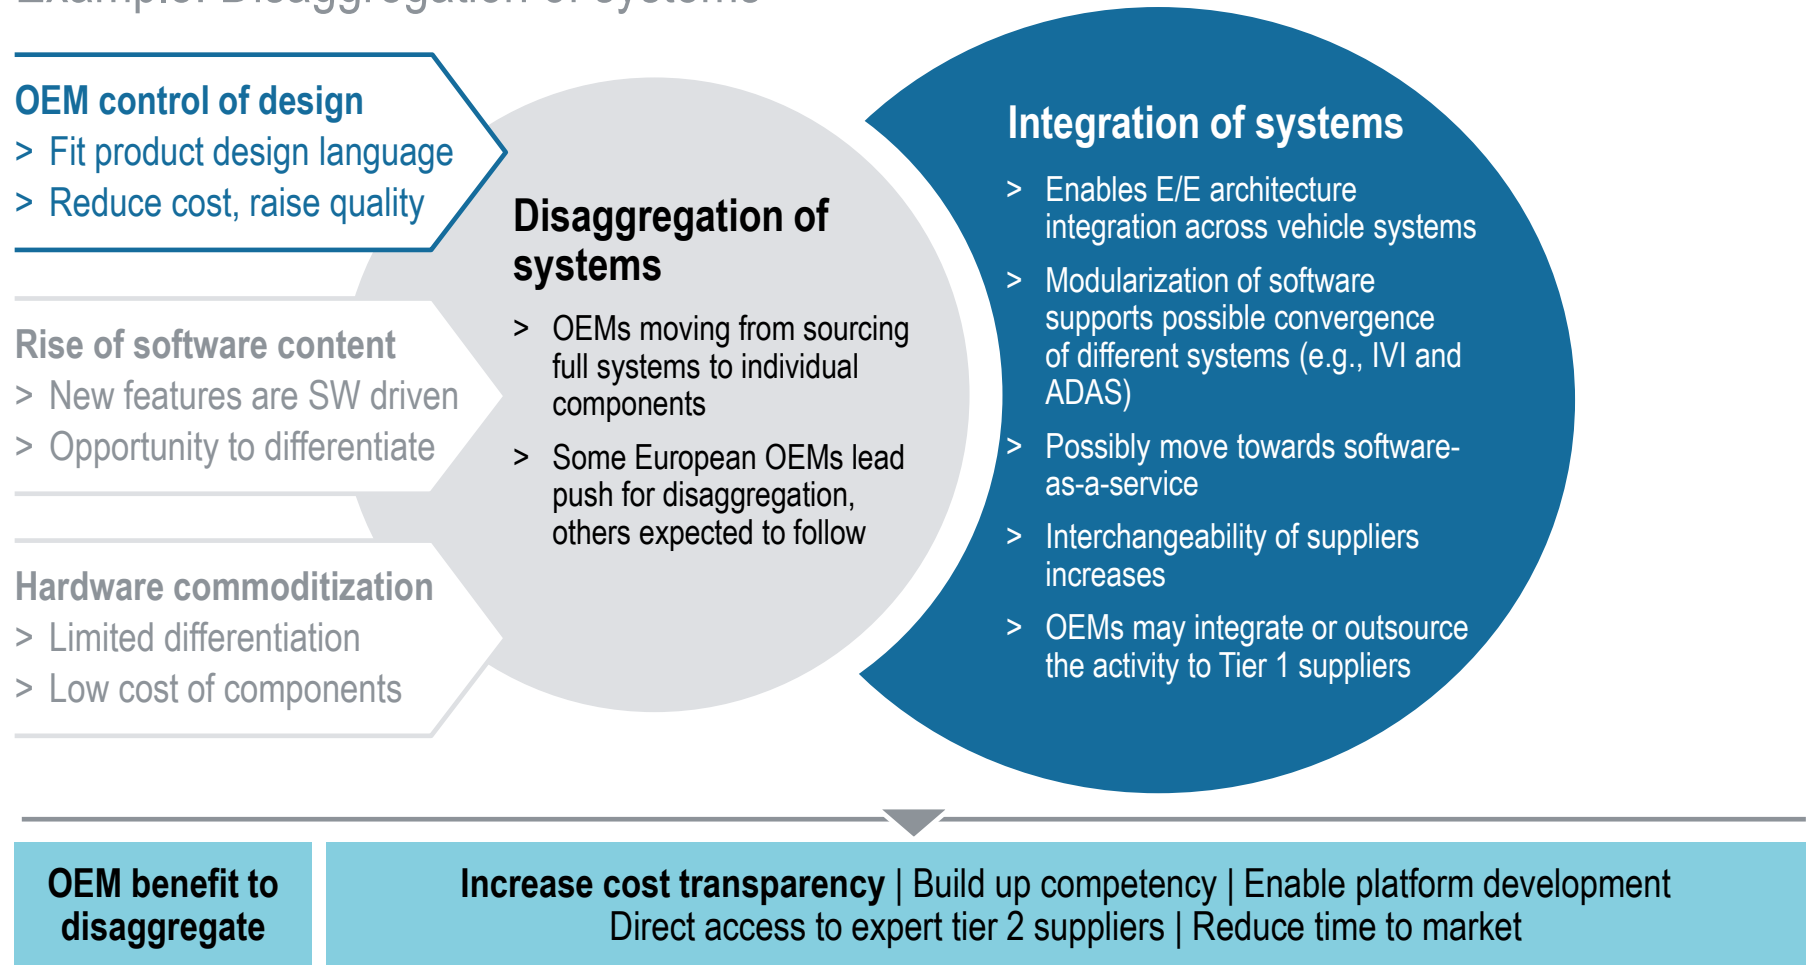 Example: Disaggregation of systems
OEM control of design
> Fit product design language
> Reduce cost, raise quality
Rise of software content
> New features are SW driven
> Opportunity to differentiate
Hardware commoditization
> Limited differentiation
> Low cost of components
Disaggregation of
systems
> OEMs moving from sourcing
full systems to individual
components
> Some European OEMs lead
push for disaggregation,
others expected to follow
Integration of systems
> Enables E/E architecture
integration across vehicle systems
> Modularization of software
supports possible convergence
of different systems (e.g., IVI and
ADAS)
> Possibly move towards software-
as-a-service
> Interchangeability of suppliers
increases
> OEMs may integrate or outsource
the activity to Tier 1 suppliers
OEM benefit to
disaggregate
Increase cost transparency | Build up competency | Enable platform development
Direct access to expert tier 2 suppliers | Reduce time to market